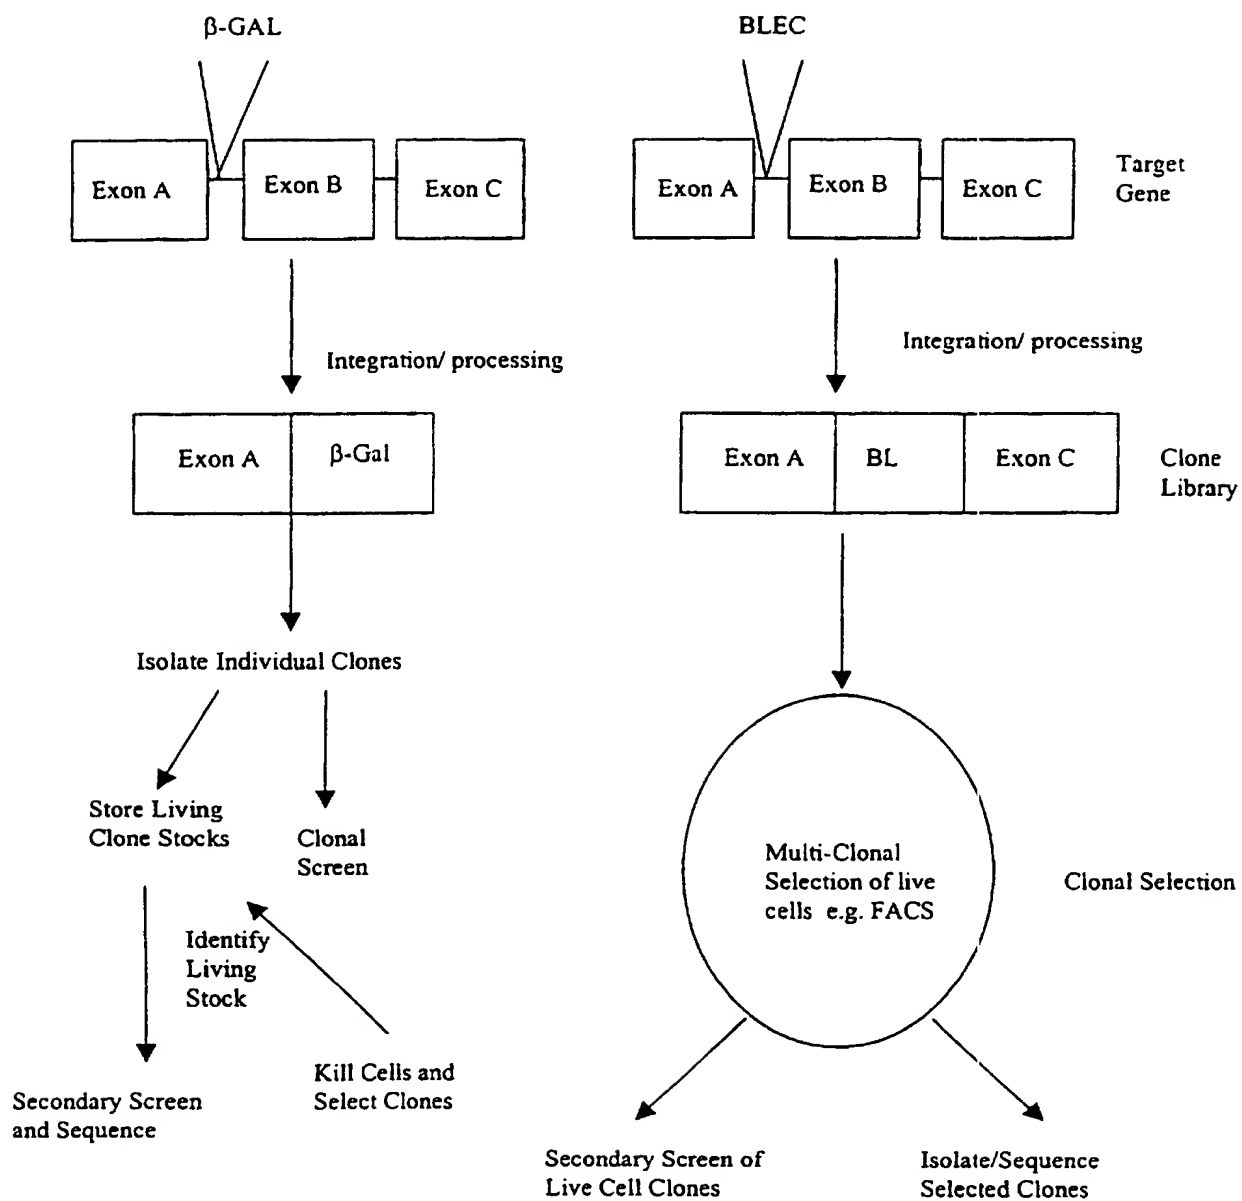 β-GAL
BLEC
Exon A
Exon B
Exon C
Exon A
Exon B
Exon C
Target
Gene
Integration/ processing
Integration/ processing
Exon A
β-Gal
Exon A
BL
Exon C
Clone
Library
Isolate Individual Clones
Store Living
Clone Stocks
Clonal
Screen
Multi-Clonal
Selection of live
cells e.g. FACS
Clonal Selection
Identify
Living
Stock
Kill Cells and
Select Clones
Secondary Screen
and Sequence
Secondary Screen of
Live Cell Clones
Isolate/Sequence
Selected Clones